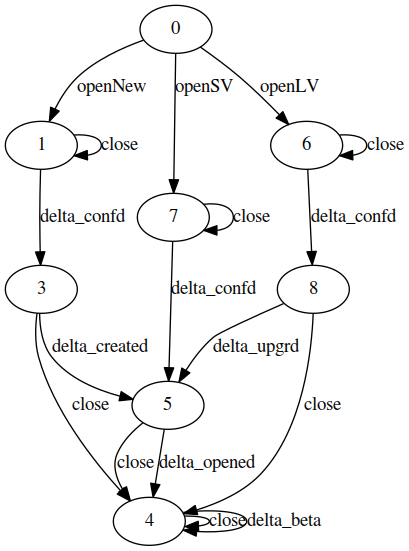 0
openNew
openSV
openLV
1
close
6
close
7
close
delta_confd
delta_confd
delta_confd
3
8
delta_created
delta_upgrd
close
5
close
close
delta_opened
4
close
delta_beta